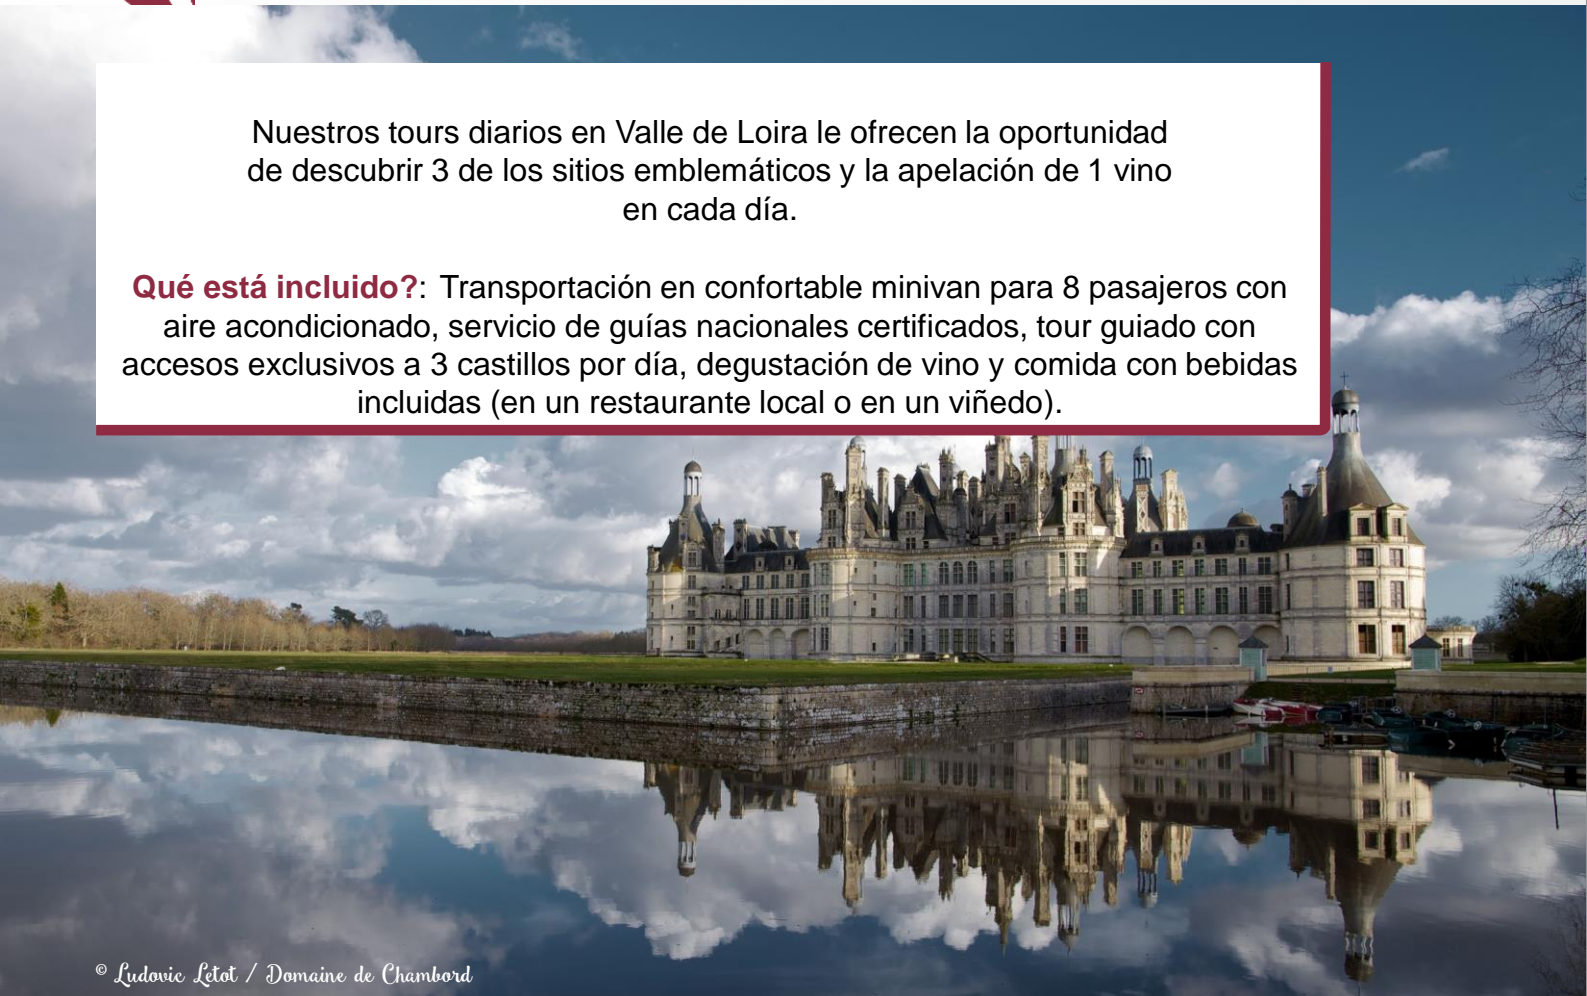 Nuestros tours diarios en Valle de Loira le ofrecen la oportunidad
de descubrir 3 de los sitios emblemáticos y la apelación de 1 vino
en cada día.
Qué está incluido?: Transportación en confortable minivan para 8 pasajeros con
aire acondicionado, servicio de guías nacionales certificados, tour guiado con
accesos exclusivos a 3 castillos por día, degustación de vino y comida con bebidas
incluidas (en un restaurante local o en un viñedo).
© Ludovic Letot / Domaine de Chambord